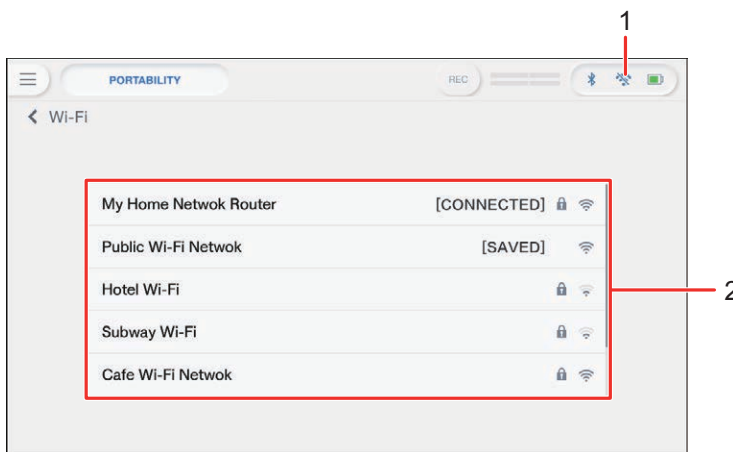 1
PORTABILITY REC
Wi-Fi
My Home Netwok Router [CONNECTED]
Public Wi-Fi Netwok [SAVED]
Hotel Wi-Fi
2
Subway Wi-Fi
Cafe Wi-Fi Netwok